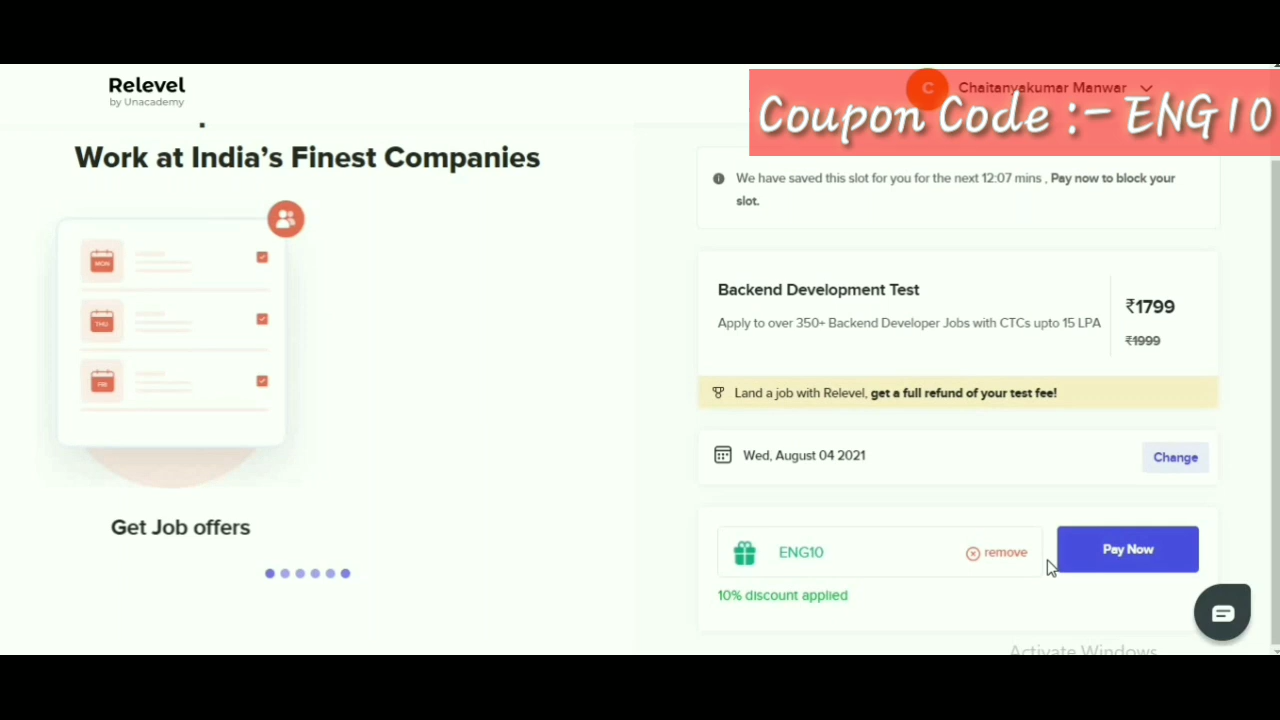 Relevel
by Unacademy
C Chaitanyakumar Manwar
Coupon Code :- ENG10
Work at India's Finest Companies
MON
THU
FRI
Get Job offers
We have saved this slot for you for the next 12:07 mins , Pay now to block your
slot.
Backend Development Test
₹1799
Apply to over 350+ Backend Developer Jobs with CTCs upto 15 LPA
₹1999
Land a job with Relevel, get a full refund of your test fee!
Wed, August 04 2021
Change
ENG10
remove
Pay Now
10% discount applied
Activate Windows